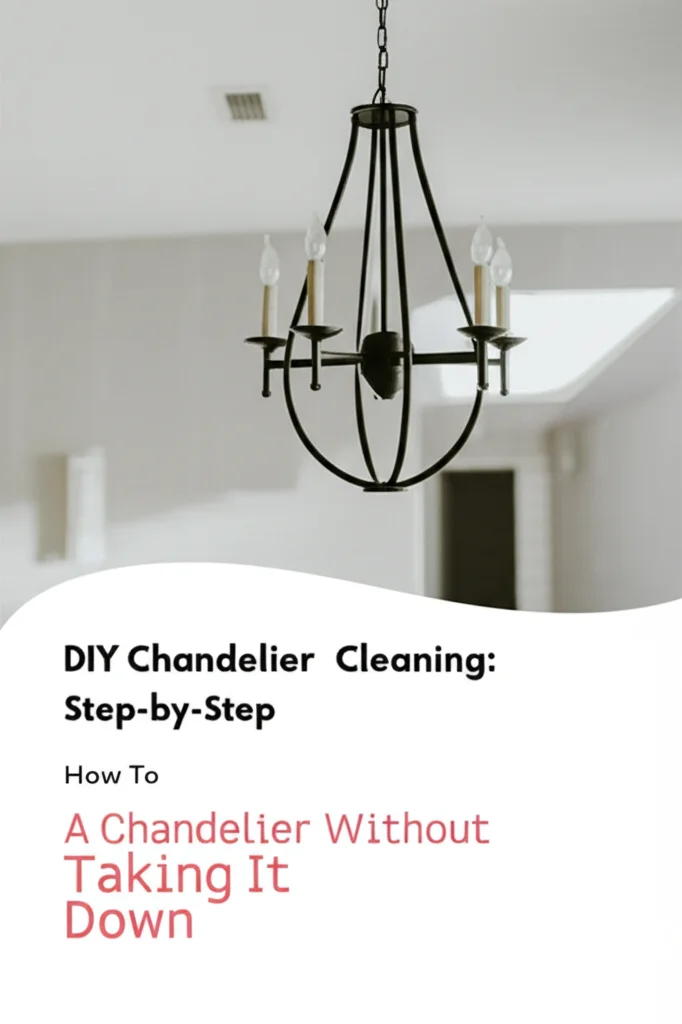 DIY Chandelier Cleaning:
Step-by-Step
How To
A Chandelier Without
Taking It
Down